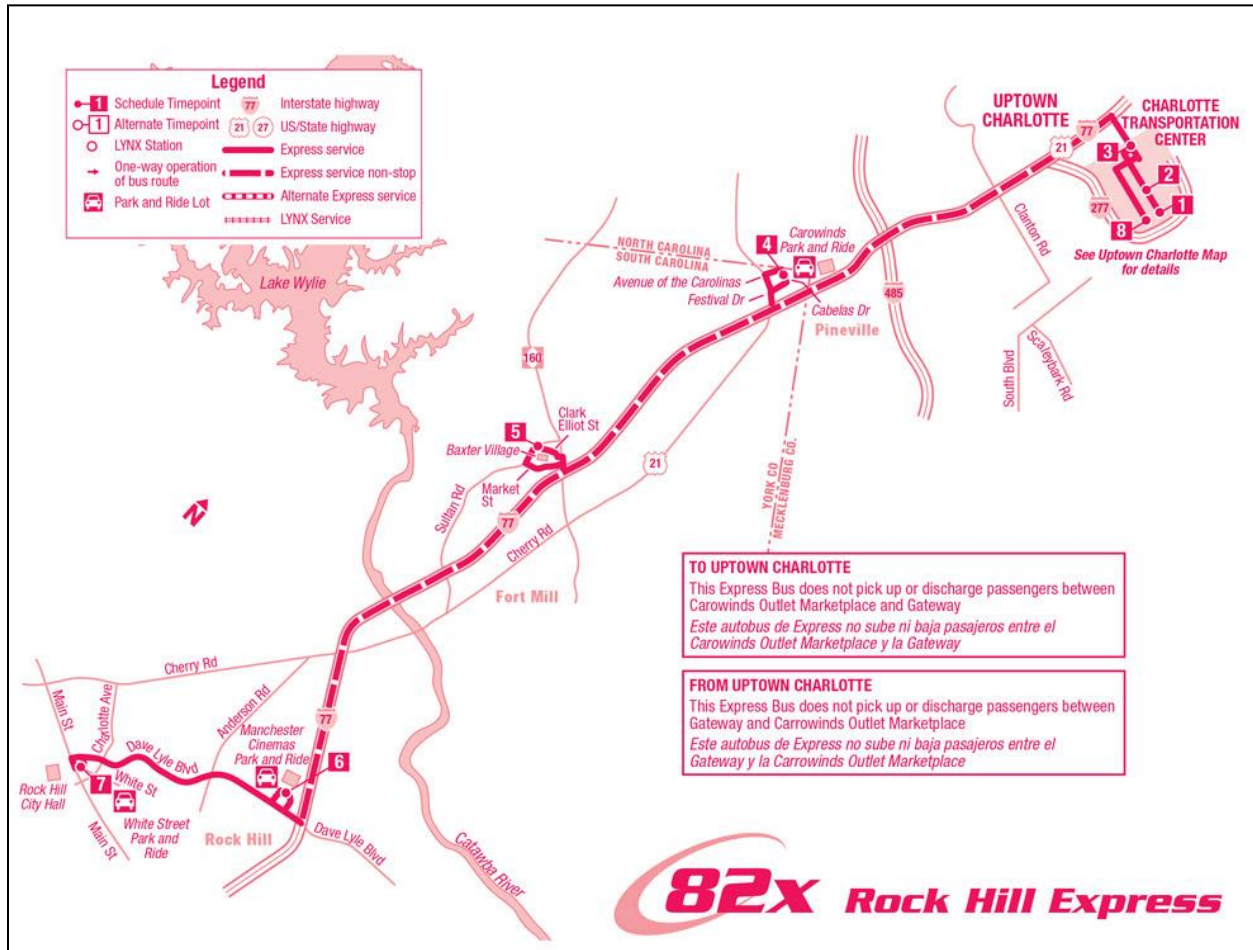 Legend
1 Schedule Timepoint
1 Alternate Timepoint
LYNX Station
One-way operation
of bus route
Park and Ride Lot
77 Interstate highway
21 27 US/State highway
Express service
Express service non-stop
Alternate Express service
LYNX Service
UPTOWN
CHARLOTTE
CHARLOTTE
TRANSPORTATION
CENTER
77
21
3
2
1
8
277
See Uptown Charlotte Map
for details
Clanton Rd
South Blvd
Scaleybark Rd
485
NORTH CAROLINA
SOUTH CAROLINA
4
Carowinds
Park and Ride
Avenue of the Carolinas
Festival Dr
Cabelas Dr
Pineville
Lake Wylie
160
Clark
Elliot St
5
Baxter Village
Market
St
Sultan Rd
77
21
Cherry Rd
YORK CO
MECKLENBURG CO.
N
Fort Mill
TO UPTOWN CHARLOTTE
This Express Bus does not pick up or discharge passengers between
Carowinds Outlet Marketplace and Gateway
Este autobus de Express no sube ni baja pasajeros entre el
Carowinds Outlet Marketplace y la Gateway
FROM UPTOWN CHARLOTTE
This Express Bus does not pick up or discharge passengers between
Gateway and Carrowinds Outlet Marketplace
Este autobus de Express no sube ni baja pasajeros entre el
Gateway y la Carrowinds Outlet Marketplace
Cherry Rd
Main St
Charlotte Ave
Anderson Rd
77
Dave Lyle Blvd
Manchester
Cinemas
Park and Ride
6
Rock Hill
City Hall
7
White St
White Street
Park and
Ride
Main St
Rock Hill
Dave Lyle Blvd
Catawba River
82x Rock Hill Express